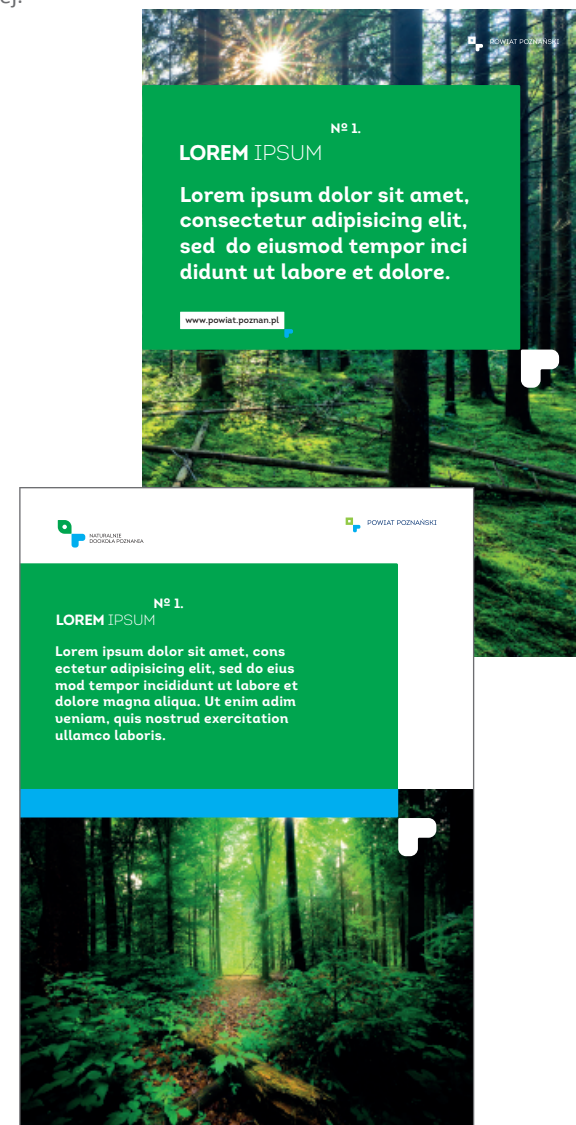 ej.
POWIAT POZNAŃSKI
Nº 1.
LOREM IPSUM
Lorem ipsum dolor sit amet,
consectetur adipisicing elit,
sed do eiusmod tempor inci
didunt ut labore et dolore.
www.powiat.poznan.pl
NATURALNIE
DOOKOŁA POZNANIA
POWIAT POZNAŃSKI
Nº 1.
LOREM IPSUM
Lorem ipsum dolor sit amet, cons
ectetur adipisicing elit, sed do eius
mod tempor incididunt ut labore et
dolore magna aliqua. Ut enim adim
veniam, quis nostrud exercitation
ullamco laboris.